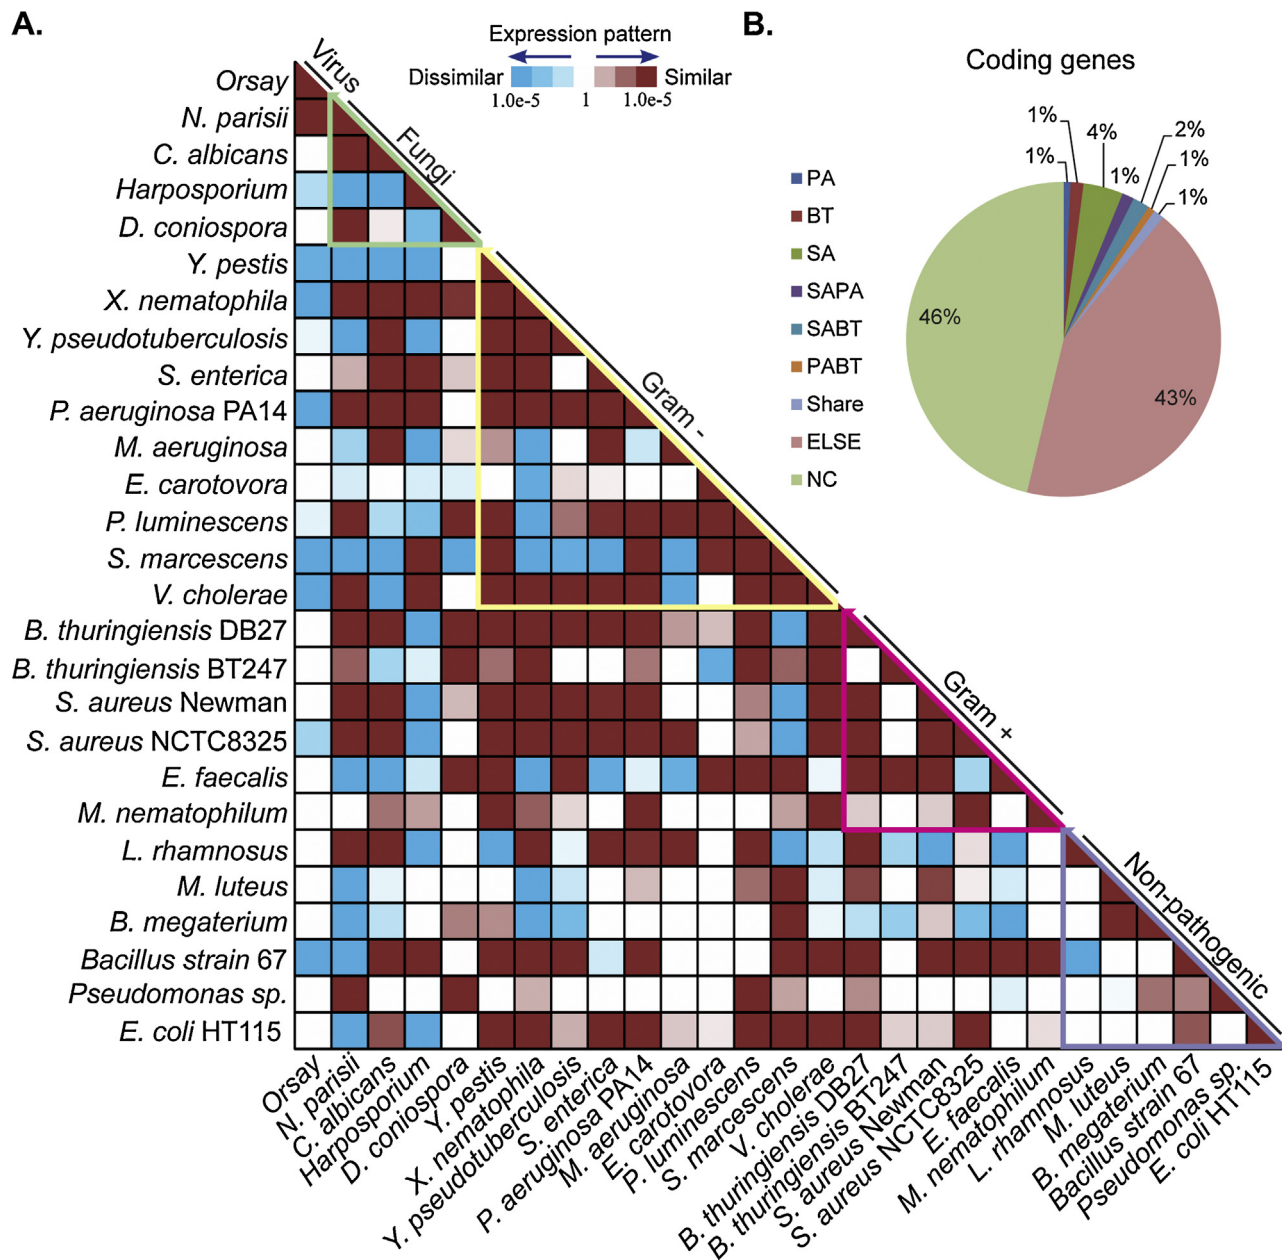 A.
Expression pattern
Dissimilar
Similar
1.0e-5
1
1.0e-5
Virus
Fungi
Gram -
Gram +
Non-pathogenic
Orsay
N. parisii
C. albicans
Harposporium
D. coniospora
Y. pestis
X. nematophila
Y. pseudotuberculosis
S. enterica
P. aeruginosa PA14
M. aeruginosa
E. carotovora
P. luminescens
S. marcescens
V. cholerae
B. thuringiensis DB27
B. thuringiensis BT247
S. aureus Newman
S. aureus NCTC8325
E. faecalis
M. nematophilum
L. rhamnosus
M. luteus
B. megaterium
Bacillus strain 67
Pseudomonas sp.
E. coli HT115
Orsay
N. parisii
C. albicans
Harposporium
D. coniospora
Y. pestis
X. nematophila
Y. pseudotuberculosis
S. enterica
P. aeruginosa PA14
M. aeruginosa
E. carotovora
P. luminescens
S. marcescens
V. cholerae
B. thuringiensis DB27
B. thuringiensis BT247
S. aureus Newman
S. aureus NCTC8325
E. faecalis
M. nematophilum
L. rhamnosus
M. luteus
B. megaterium
Bacillus strain 67
Pseudomonas sp.
E. coli HT115
B.
Coding genes
PA
BT
SA
SAPA
SABT
PABT
Share
ELSE
NC
1%
1%
4%
1%
2%
1%
1%
46%
43%